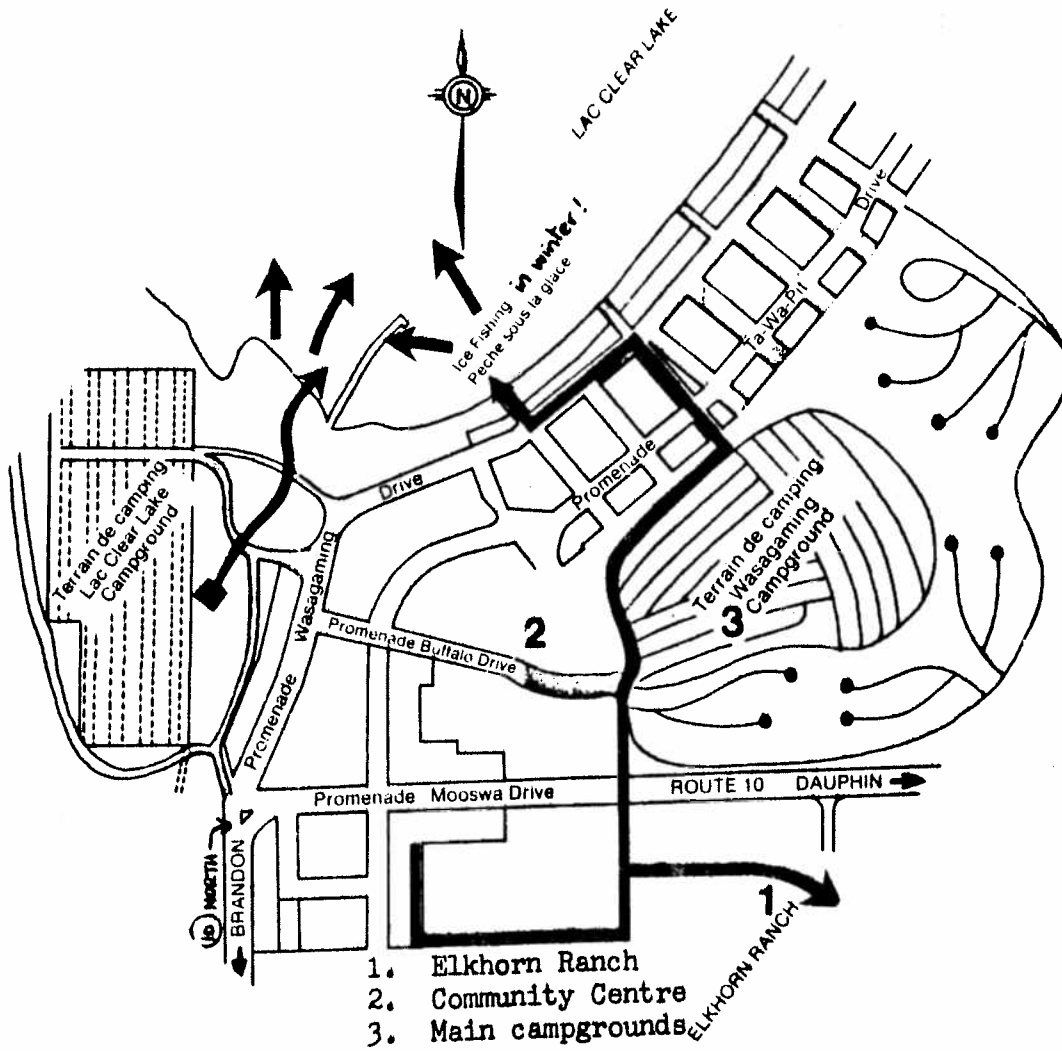 N
LAC CLEAR LAKE
Ice Fishing in winter!
Peche sous la glace
Ta-Wa-Pit
Drive
Drive
Promenade
Terrain de camping
Lac Clear Lake
Campground
Wasagaming
Promenade
Terrain de camping
Wasagaming
Campground
2
3
Promenade Buffalo Drive
Promenade Mooswa Drive
ROUTE 10 DAUPHIN
10 NORTH
BRANDON
1
ELKHORN RANCH
1. Elkhorn Ranch
2. Community Centre
3. Main campgrounds